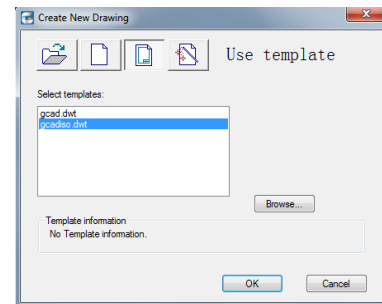 Create New Drawing
Use template
Select templates:
gcad.dwt
gcadiso.dwt
Browse...
Template information
No Template information.
OK
Cancel